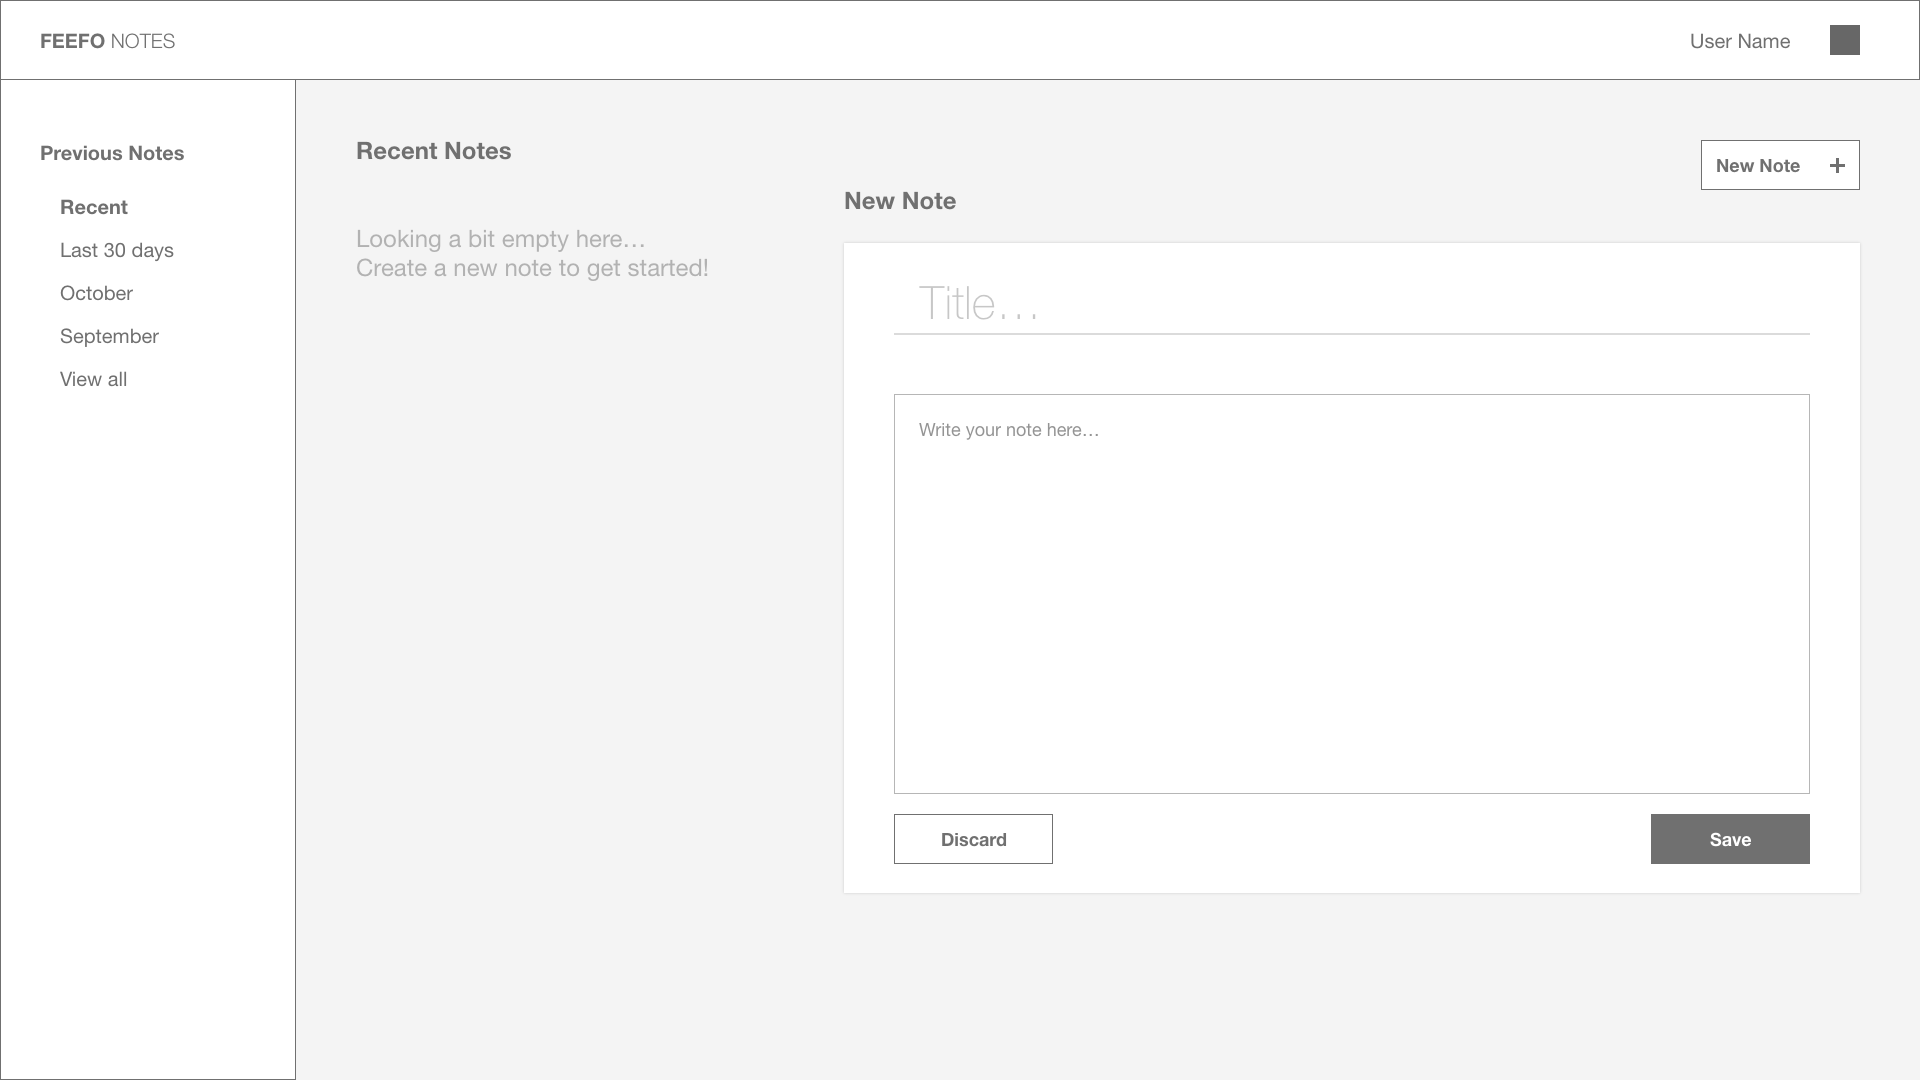 FEEFO NOTES
User Name
Previous Notes
Recent
Last 30 days
October
September
View all
Recent Notes
Looking a bit empty here…
Create a new note to get started!
New Note +
New Note
Title…
Write your note here…
Discard
Save